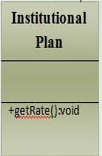 Institutional
Plan
+getRate():void